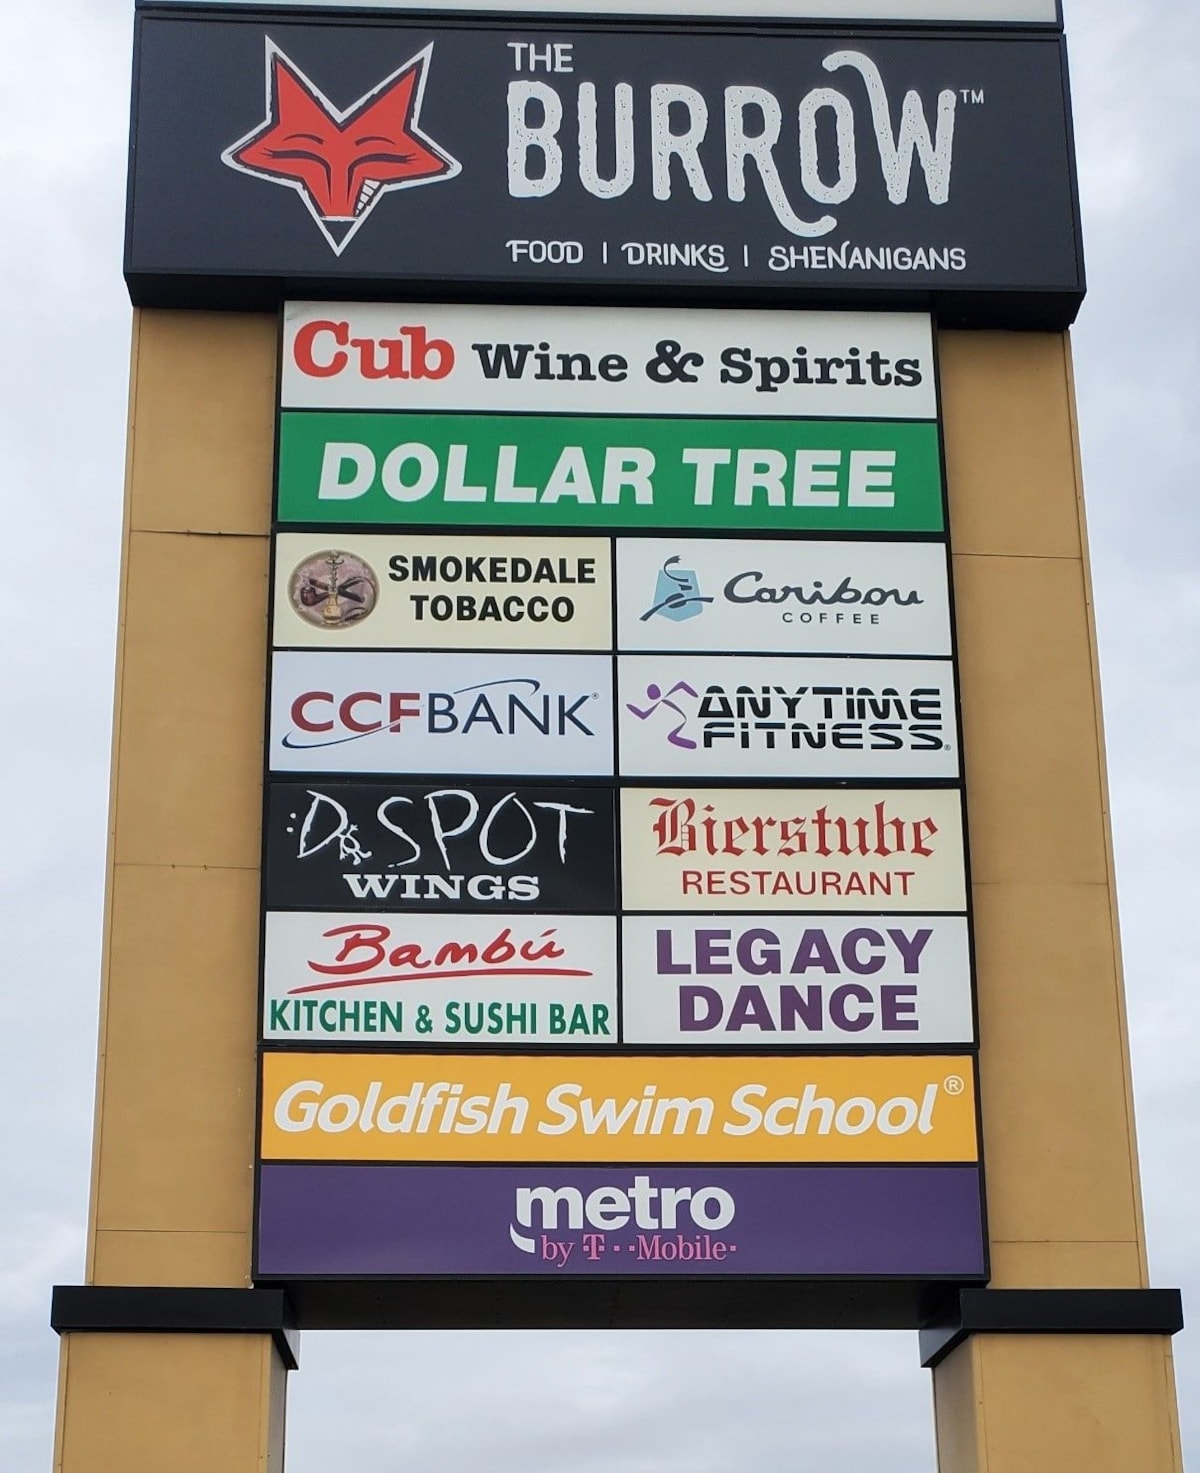 THE
BURROW™
FOOD | DRINKS | SHENANIGANS
Cub Wine & Spirits
DOLLAR TREE
SMOKEDALE
TOBACCO
Caribou
COFFEE
CCFBANK®
ANYTIME
FITNESS®
D SPOT
WINGS
Bierstube
RESTAURANT
Bambú
KITCHEN & SUSHI BAR
LEGACY
DANCE
Goldfish Swim School®
metro
by T-Mobile